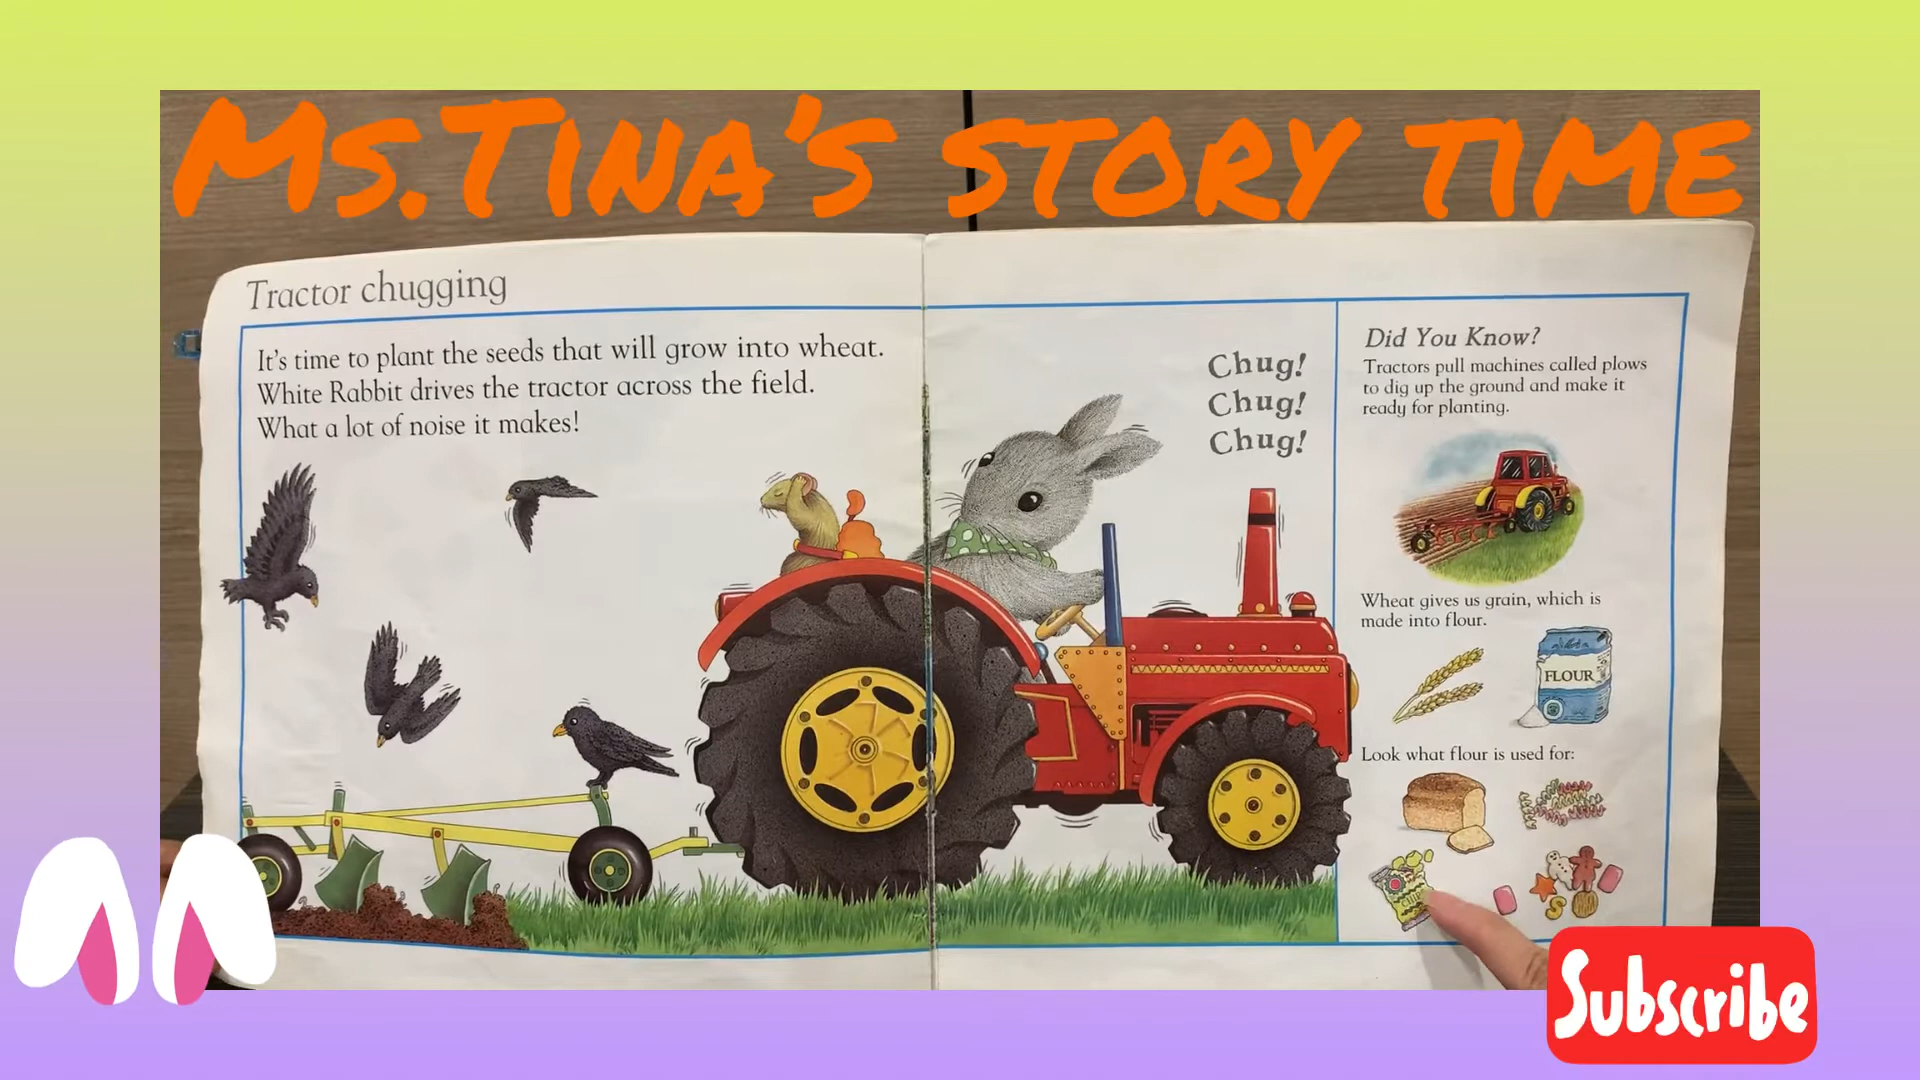 Ms.Tina's story time
Tractor chugging
It's time to plant the seeds that will grow into wheat.
White Rabbit drives the tractor across the field.
What a lot of noise it makes!
Chug!
Chug!
Chug!
Did You Know?
Tractors pull machines called plows
to dig up the ground and make it
ready for planting.
Wheat gives us grain, which is
made into flour.
FLOUR
Look what flour is used for:
Subscribe